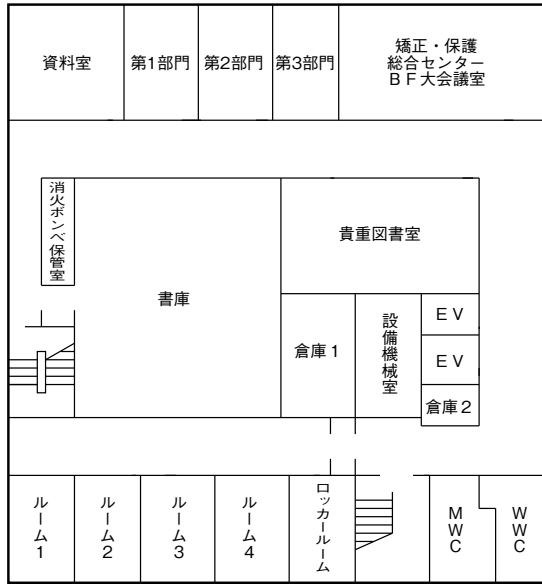 資料室
第1部門
第2部門
第3部門
矯正・保護
総合センター
BF大会議室
消火ボンベ保管室
書庫
貴重図書室
倉庫1
設備機械室
EV
EV
倉庫2
ルーム1
ルーム2
ルーム3
ルーム4
ロッカールーム
MWC
WWC